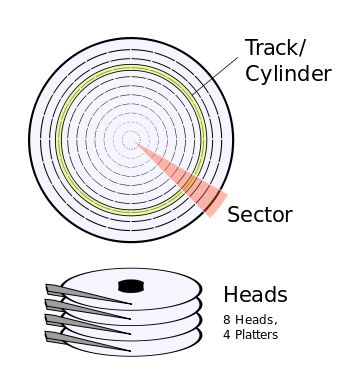 Track/
Cylinder
Sector
Heads
8 Heads,
4 Platters